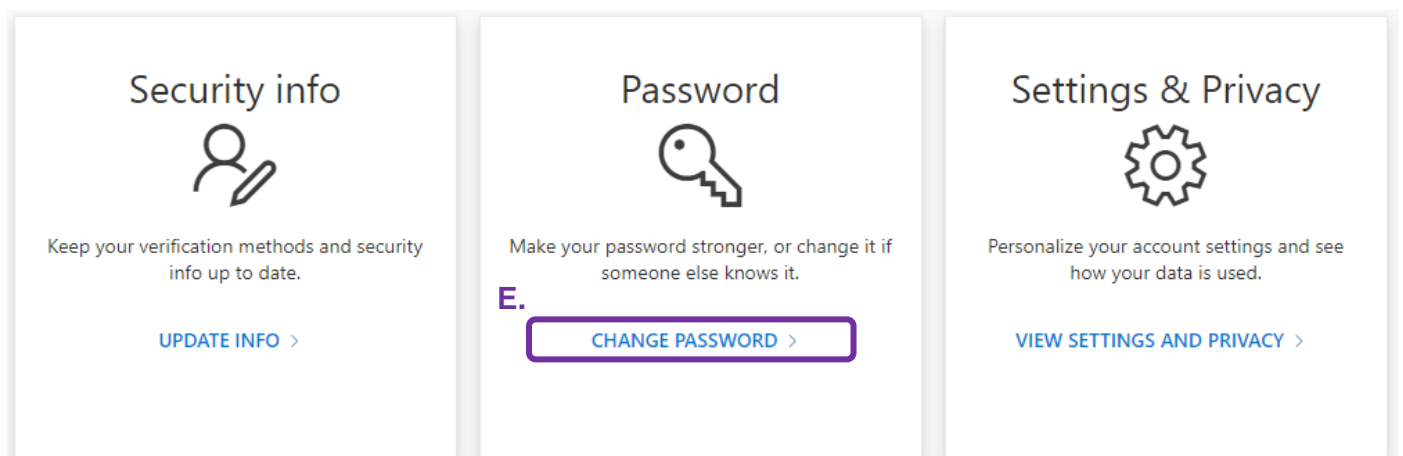 Security info
Keep your verification methods and security
info up to date.
UPDATE INFO >
Password
Make your password stronger, or change it if
someone else knows it.
E.
CHANGE PASSWORD >
Settings & Privacy
Personalize your account settings and see
how your data is used.
VIEW SETTINGS AND PRIVACY >